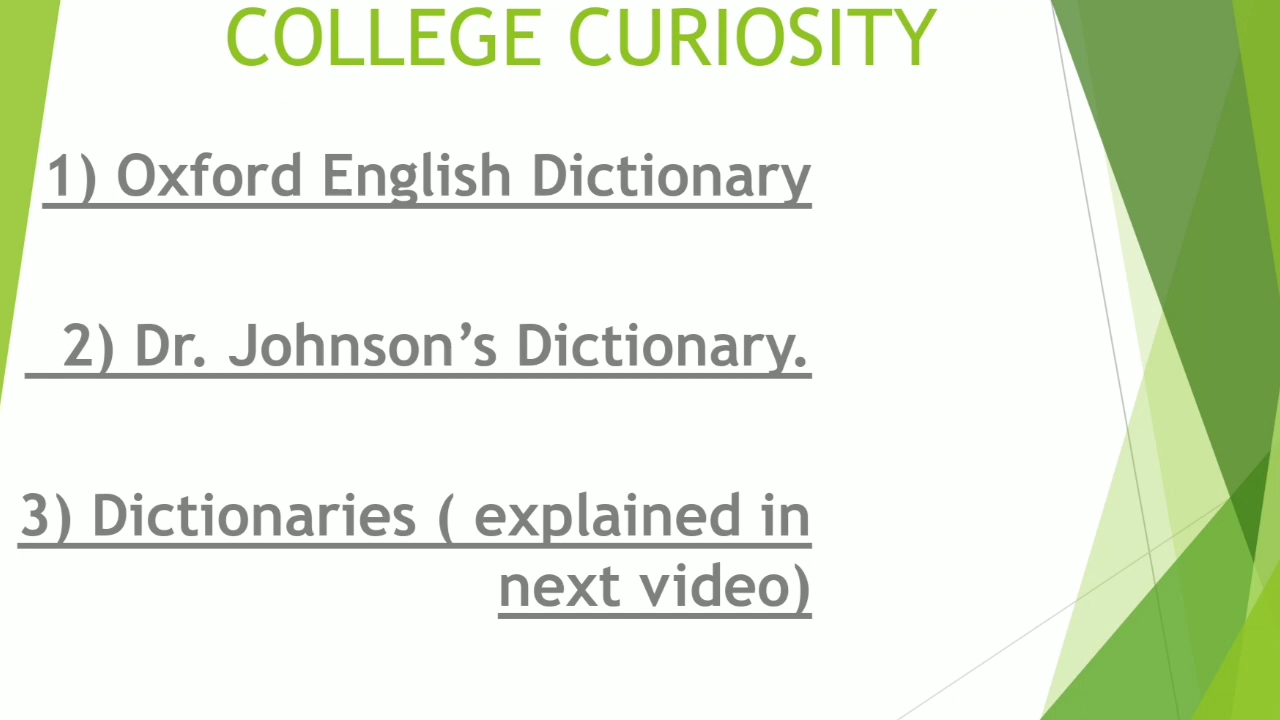 COLLEGE CURIOSITY
1) Oxford English Dictionary
2) Dr. Johnson’s Dictionary.
3) Dictionaries ( explained in
next video)